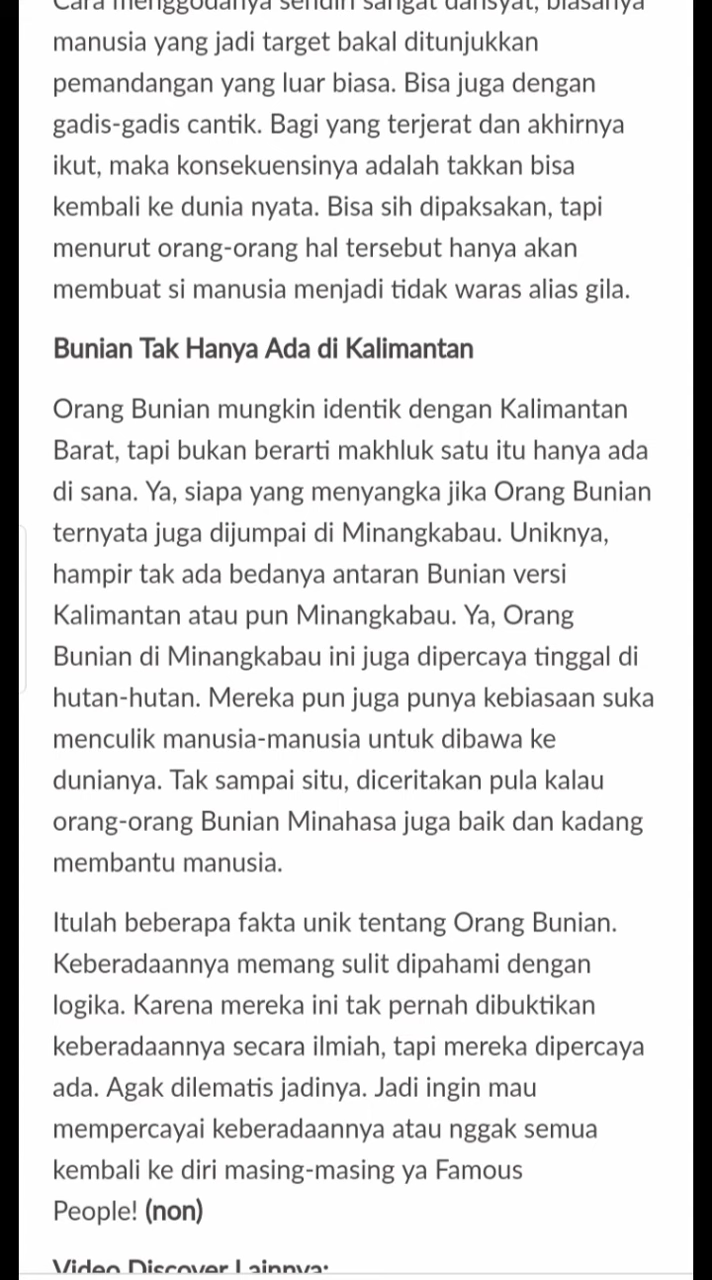 Cara menggodanya sendiri sangat dahsyat, biasanya
manusia yang jadi target bakal ditunjukkan
pemandangan yang luar biasa. Bisa juga dengan
gadis-gadis cantik. Bagi yang terjerat dan akhirnya
ikut, maka konsekuensinya adalah takkan bisa
kembali ke dunia nyata. Bisa sih dipaksakan, tapi
menurut orang-orang hal tersebut hanya akan
membuat si manusia menjadi tidak waras alias gila.
Bunian Tak Hanya Ada di Kalimantan
Orang Bunian mungkin identik dengan Kalimantan
Barat, tapi bukan berarti makhluk satu itu hanya ada
di sana. Ya, siapa yang menyangka jika Orang Bunian
ternyata juga dijumpai di Minangkabau. Uniknya,
hampir tak ada bedanya antaran Bunian versi
Kalimantan atau pun Minangkabau. Ya, Orang
Bunian di Minangkabau ini juga dipercaya tinggal di
hutan-hutan. Mereka pun juga punya kebiasaan suka
menculik manusia-manusia untuk dibawa ke
dunianya. Tak sampai situ, diceritakan pula kalau
orang-orang Bunian Minahasa juga baik dan kadang
membantu manusia.
Itulah beberapa fakta unik tentang Orang Bunian.
Keberadaannya memang sulit dipahami dengan
logika. Karena mereka ini tak pernah dibuktikan
keberadaannya secara ilmiah, tapi mereka dipercaya
ada. Agak dilematis jadinya. Jadi ingin mau
mempercayai keberadaannya atau nggak semua
kembali ke diri masing-masing ya Famous
People! (non)
Video Discover Lainnya: